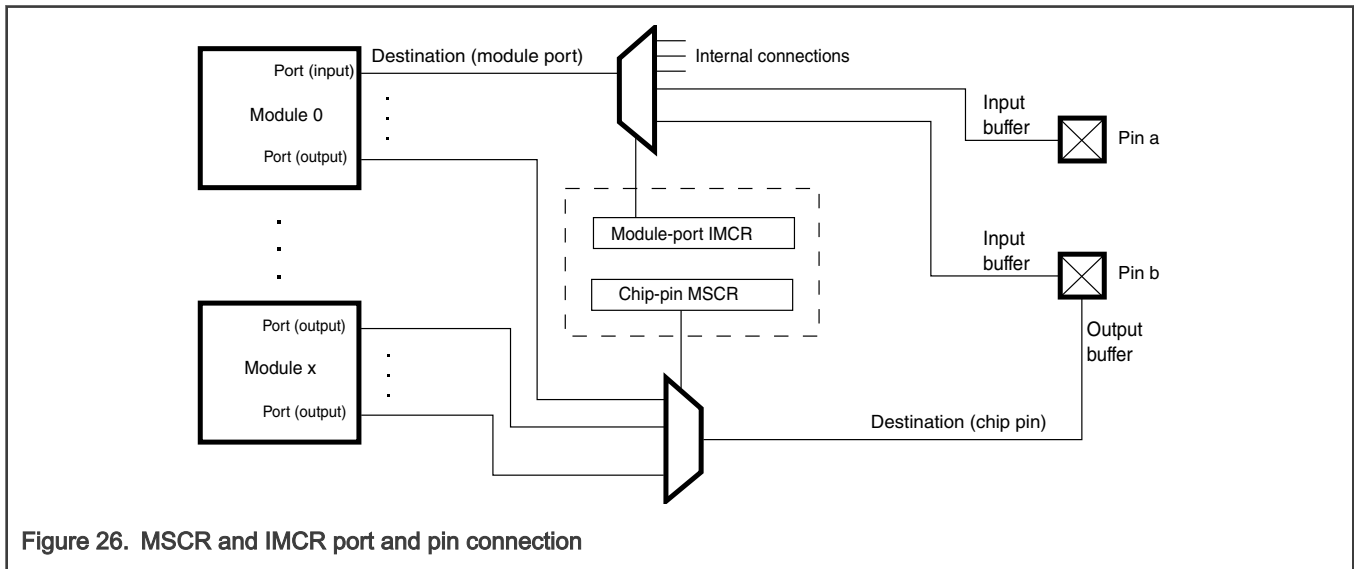 Port (input)
Module 0
Port (output)
Destination (module port)
Internal connections
Input
buffer
Pin a
Module-port IMCR
Chip-pin MSCR
Input
buffer
Pin b
Output
buffer
Port (output)
Module x
Port (output)
Destination (chip pin)
Figure 26. MSCR and IMCR port and pin connection